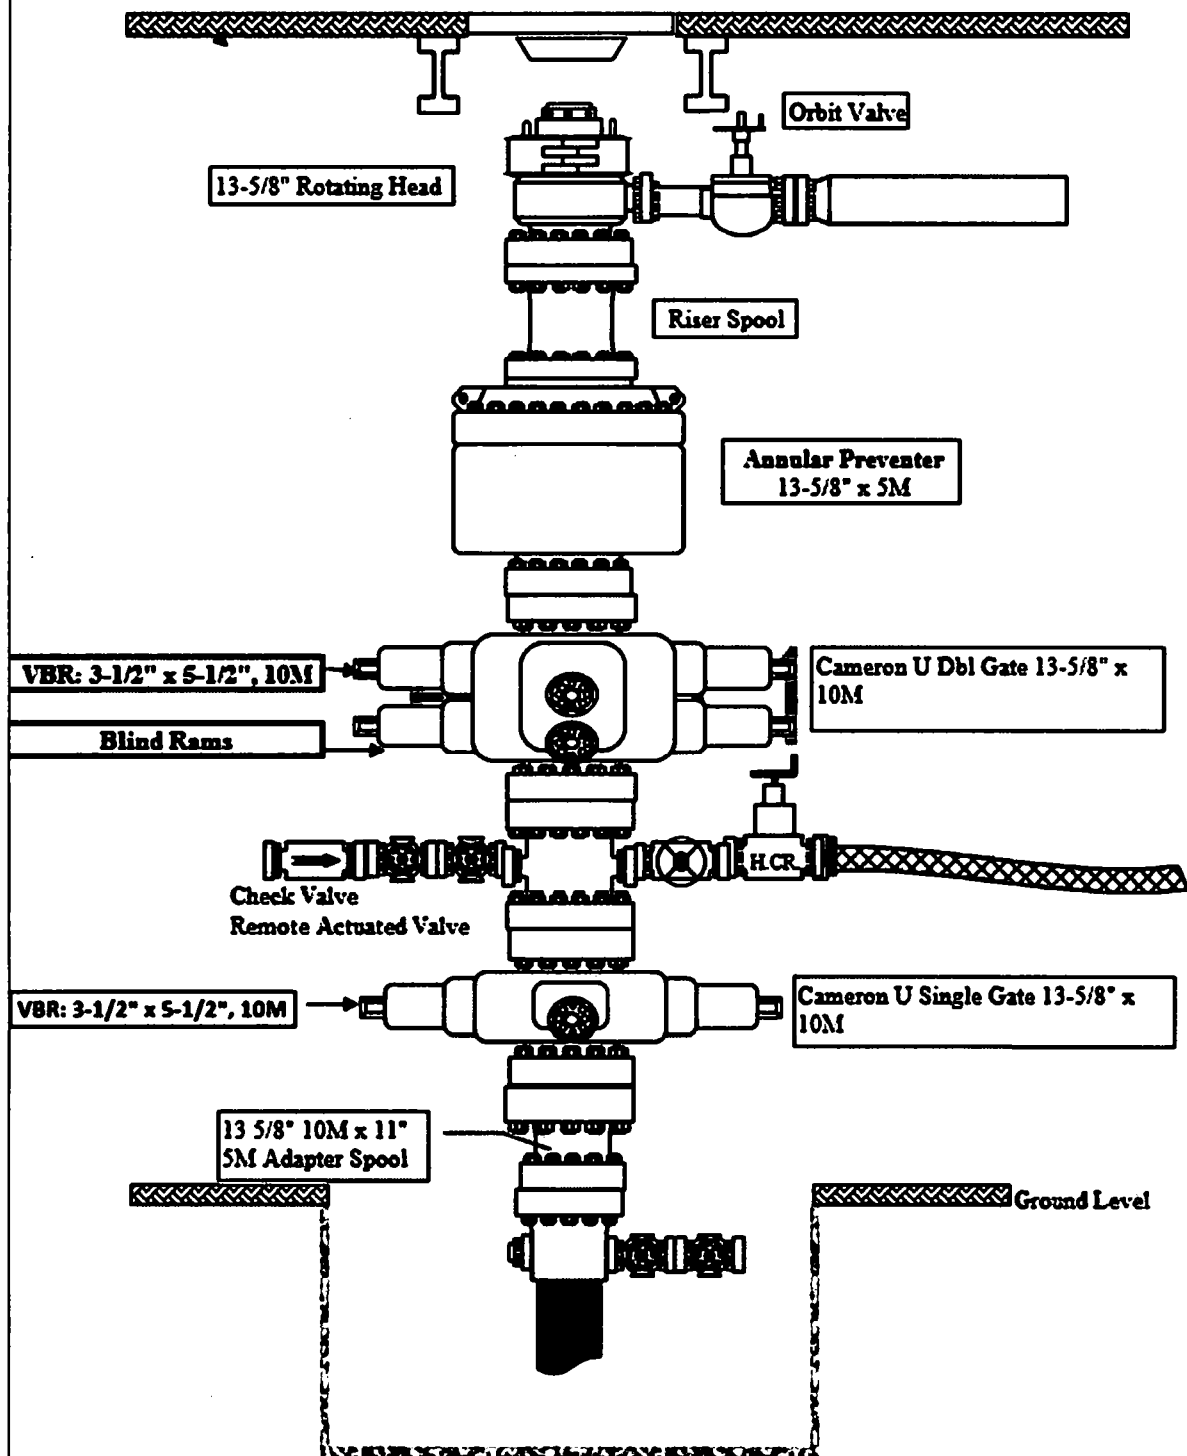 Orbit Valve
13-5/8" Rotating Head
Riser Spool
Annular Preventer
13-5/8" x 5M
VBR: 3-1/2" x 5-1/2", 10M
Cameron U Dbl Gate 13-5/8" x
10M
Blind Rams
H.CR.
Check Valve
Remote Actuated Valve
VBR: 3-1/2" x 5-1/2", 10M
Cameron U Single Gate 13-5/8" x
10M
13 5/8" 10M x 11"
5M Adapter Spool
Ground Level